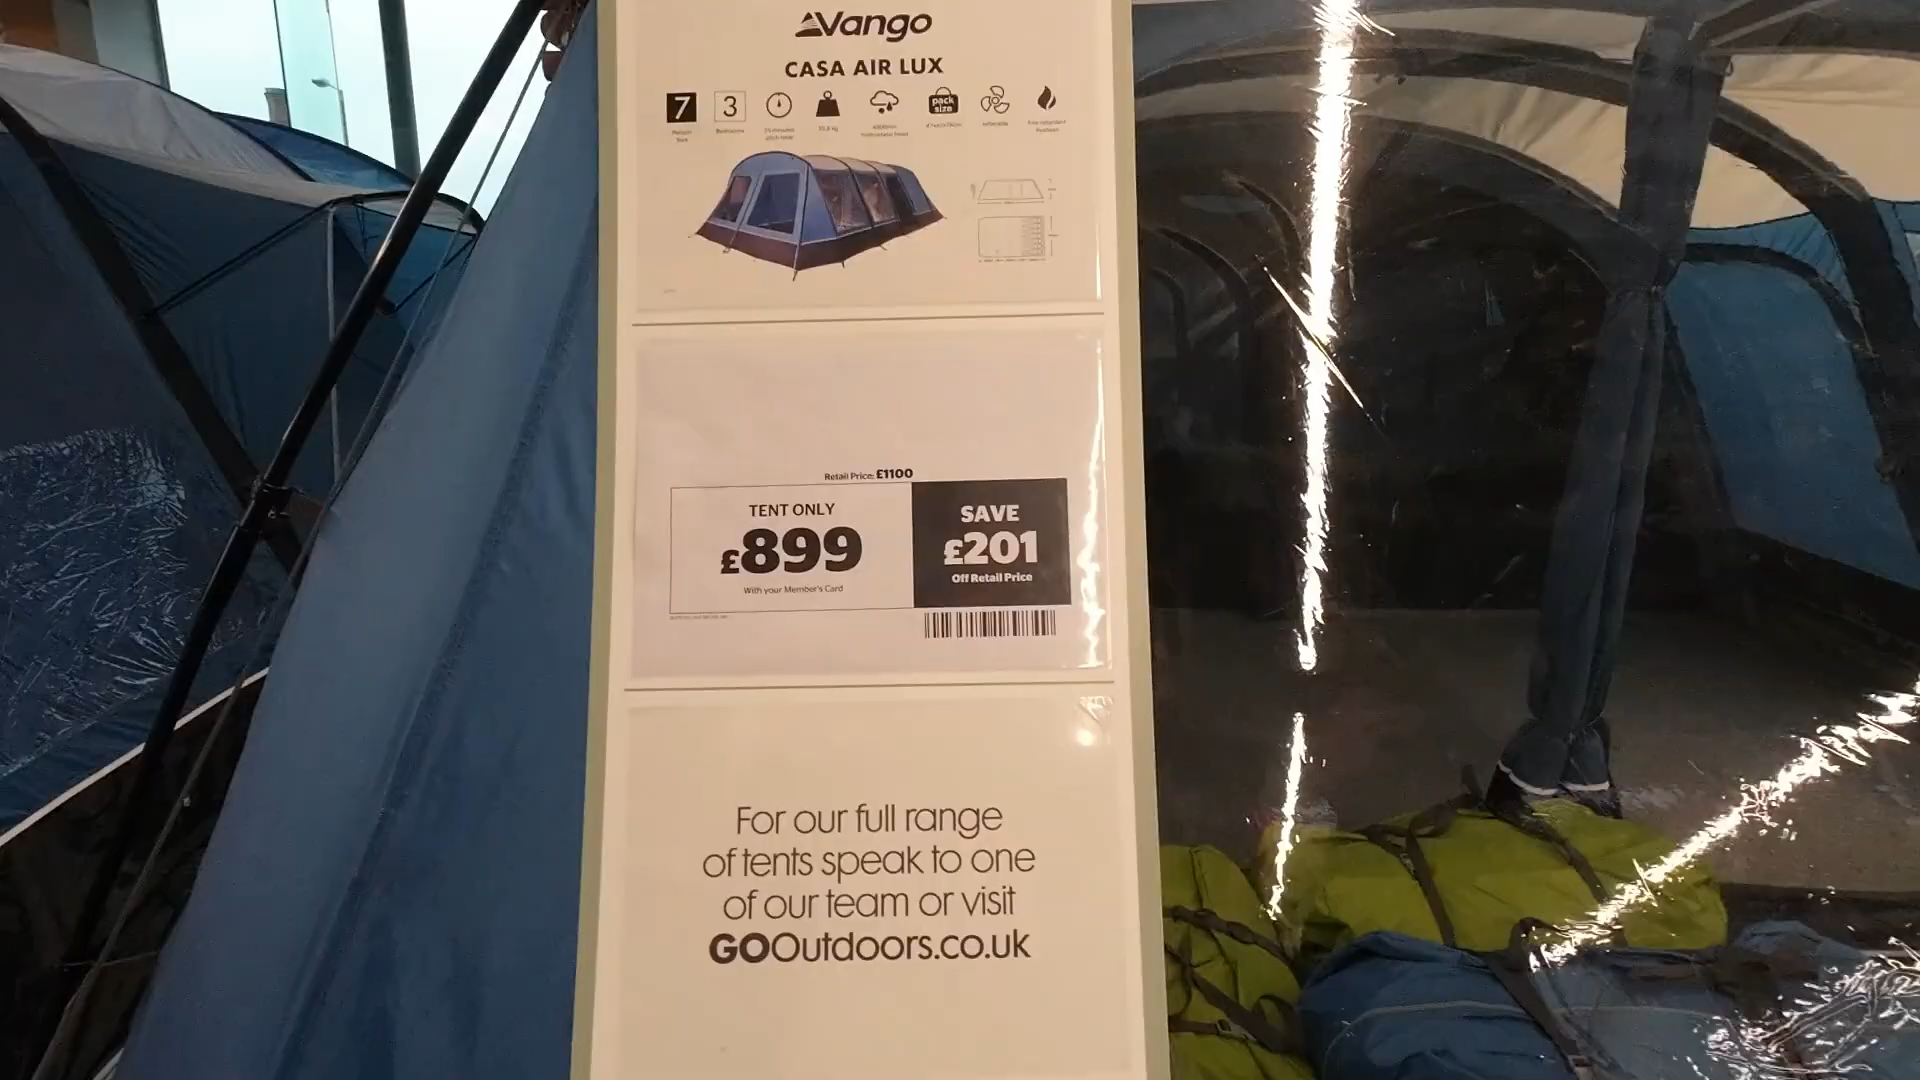 Vango
CASA AIR LUX
7
3
pack
size
Person
Bedrooms
Retail Price: £1100
TENT ONLY
£899
With your Member's Card
SAVE
£201
Off Retail Price
For our full range
of tents speak to one
of our team or visit
GOOutdoors.co.uk